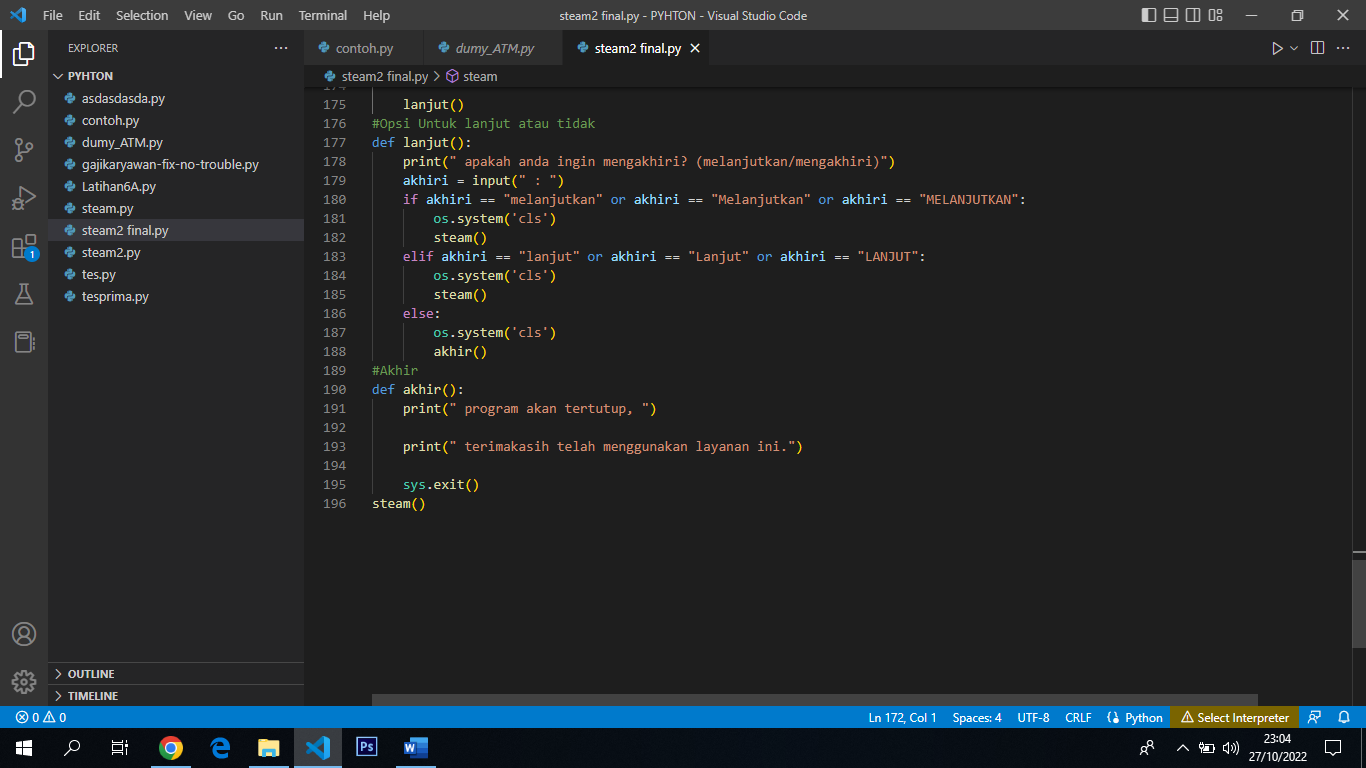 File Edit Selection View Go Run Terminal Help steam2 final.py - PYHTON - Visual Studio Code
EXPLORER
PYHTON
asdasdasda.py
contoh.py
dumy_ATM.py
gajikaryawan-fix-no-trouble.py
Latihan6A.py
steam.py
steam2 final.py
steam2.py
tes.py
tesprima.py
OUTLINE
TIMELINE
1
contoh.py dumy_ATM.py steam2 final.py
steam2 final.py > steam
174
175 lanjut()
176 #Opsi Untuk lanjut atau tidak
177 def lanjut():
178 print(" apakah anda ingin mengakhiri? (melanjutkan/mengakhiri)")
179 akhiri = input(" : ")
180 if akhiri == "melanjutkan" or akhiri == "Melanjutkan" or akhiri == "MELANJUTKAN":
181 os.system('cls')
182 steam()
183 elif akhiri == "lanjut" or akhiri == "Lanjut" or akhiri == "LANJUT":
184 os.system('cls')
185 steam()
186 else:
187 os.system('cls')
188 akhir()
189 #Akhir
190 def akhir():
191 print(" program akan tertutup, ")
192
193 print(" terimakasih telah menggunakan layanan ini.")
194
195 sys.exit()
196 steam()
0 0 Ln 172, Col 1 Spaces: 4 UTF-8 CRLF Python Select Interpreter
Ps W 23:04
27/10/2022